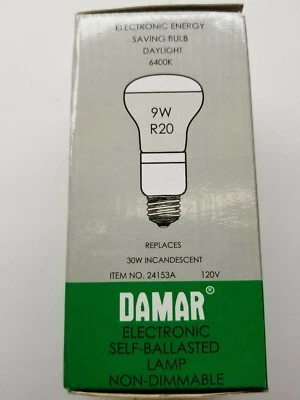 ELECTRONIC ENERGY
SAVING BULB
DAYLIGHT
6400K
9W
R20
REPLACES
30W INCANDESCENT
ITEM NO. 24153A 120V
DAMAR®
ELECTRONIC
SELF-BALLASTED
LAMP
NON-DIMMABLE